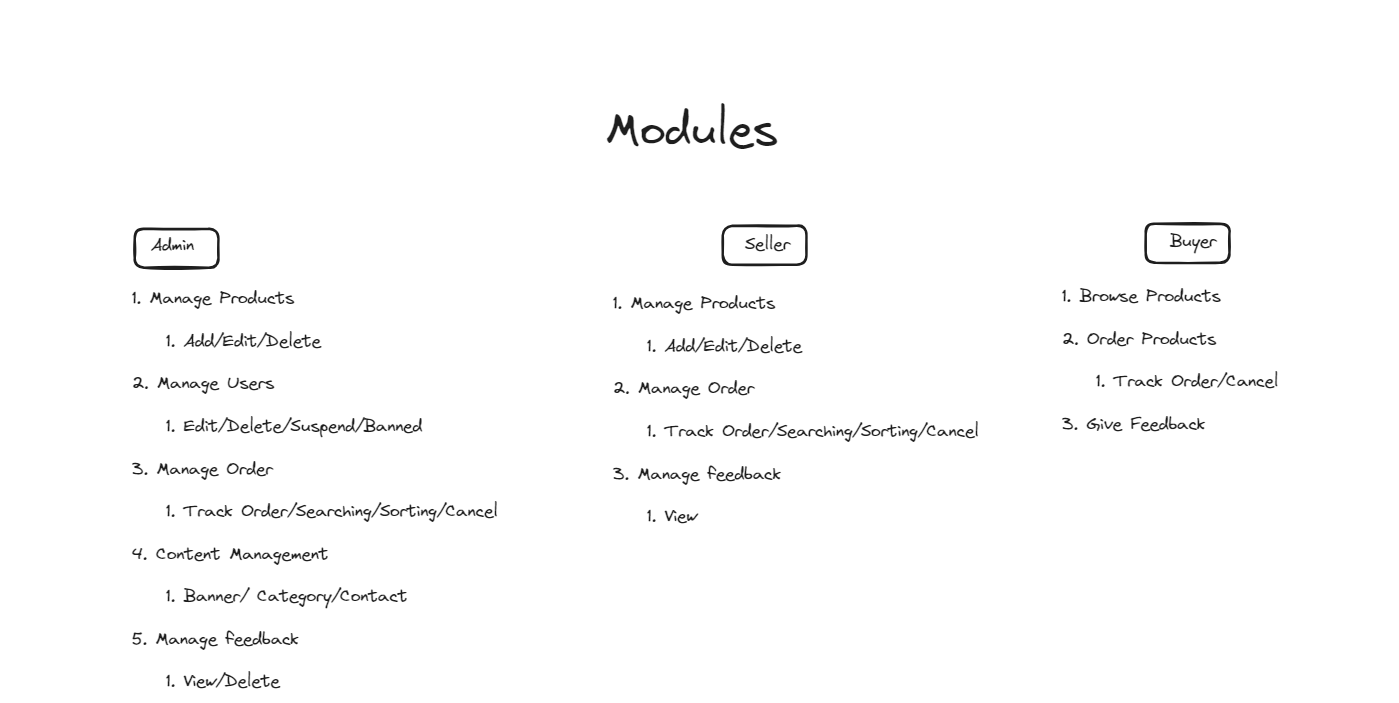 Modules
Admin
1. Manage Products
1. Add/Edit/Delete
2. Manage Users
1. Edit/Delete/Suspend/Banned
3. Manage Order
1. Track Order/Searching/Sorting/Cancel
4. Content Management
1. Banner/ Category/Contact
5. Manage feedback
1. View/Delete
Seller
1. Manage Products
1. Add/Edit/Delete
2. Manage Order
1. Track Order/Searching/Sorting/Cancel
3. Manage feedback
1. View
Buyer
1. Browse Products
2. Order Products
1. Track Order/Cancel
3. Give Feedback